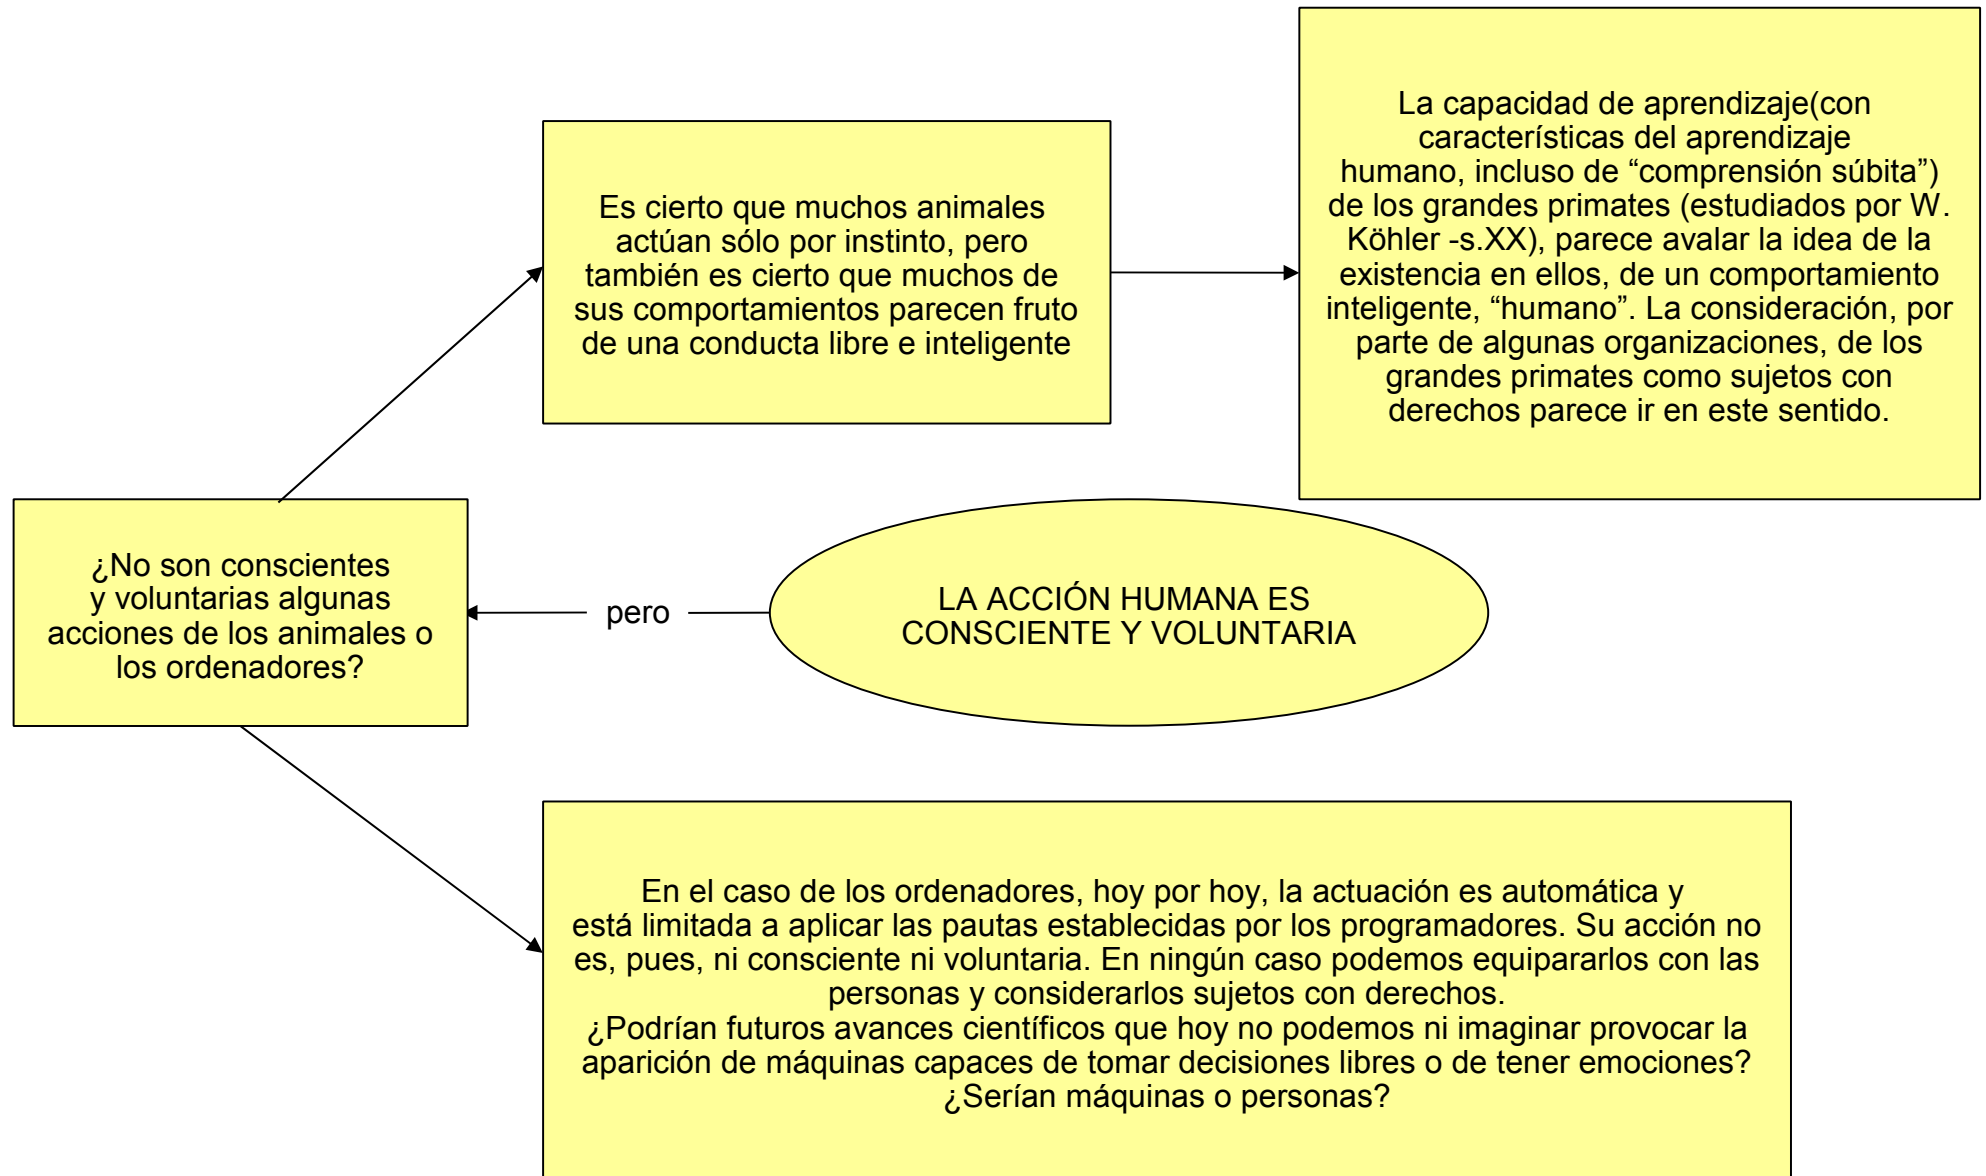 La capacidad de aprendizaje(con
características del aprendizaje
humano, incluso de “comprensión súbita”)
de los grandes primates (estudiados por W.
Köhler -s.XX), parece avalar la idea de la
existencia en ellos, de un comportamiento
inteligente, “humano”. La consideración, por
parte de algunas organizaciones, de los
grandes primates como sujetos con
derechos parece ir en este sentido.
Es cierto que muchos animales
actúan sólo por instinto, pero
también es cierto que muchos de
sus comportamientos parecen fruto
de una conducta libre e inteligente
¿No son conscientes
y voluntarias algunas
acciones de los animales o
los ordenadores?
pero
LA ACCIÓN HUMANA ES
CONSCIENTE Y VOLUNTARIA
En el caso de los ordenadores, hoy por hoy, la actuación es automática y
está limitada a aplicar las pautas establecidas por los programadores. Su acción no
es, pues, ni consciente ni voluntaria. En ningún caso podemos equipararlos con las
personas y considerarlos sujetos con derechos.
¿Podrían futuros avances científicos que hoy no podemos ni imaginar provocar la
aparición de máquinas capaces de tomar decisiones libres o de tener emociones?
¿Serían máquinas o personas?